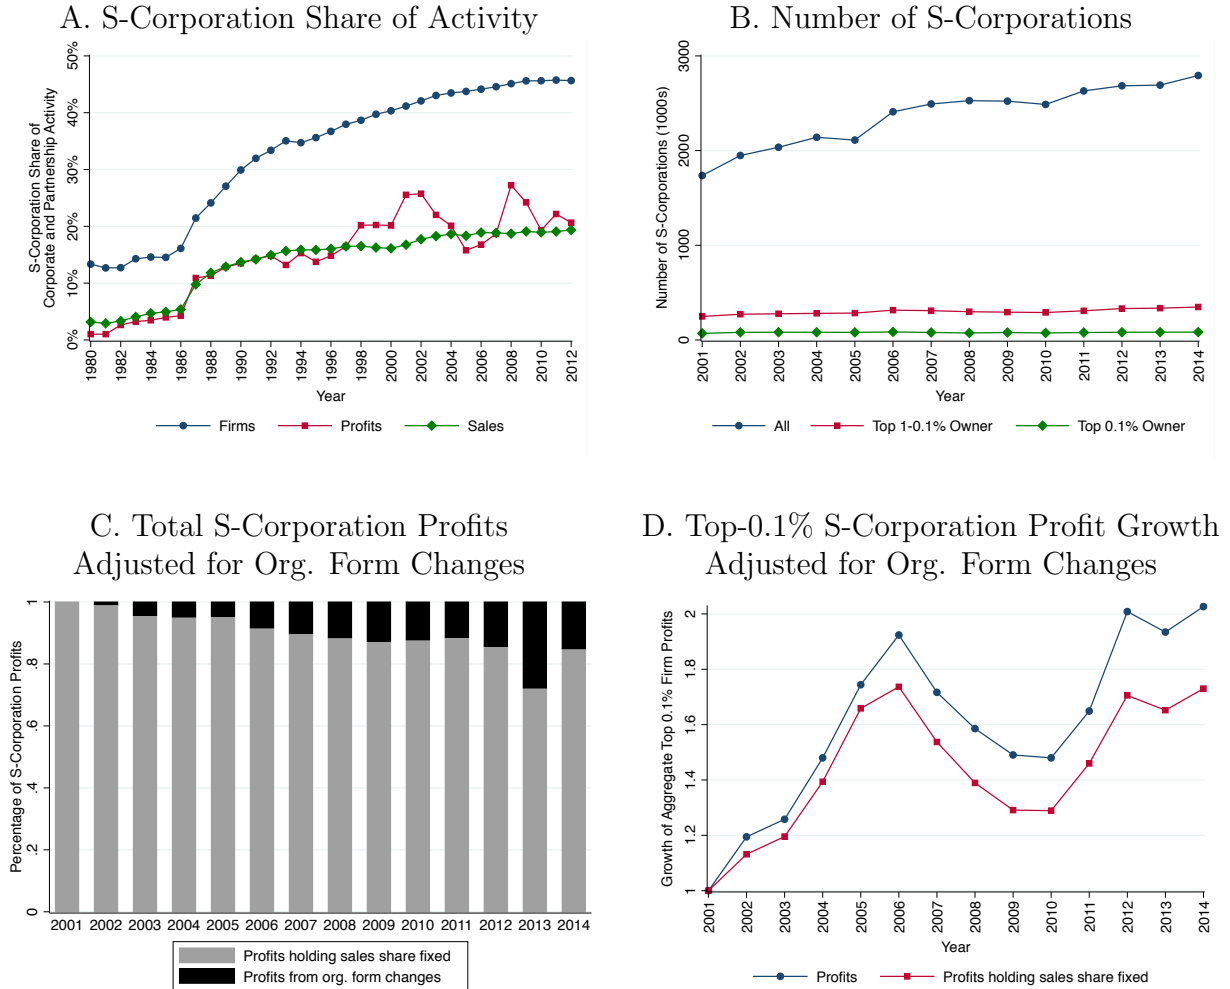 A. S-Corporation Share of Activity
S-Corporation Share of
Corporate and Partnership Activity
50%
40%
30%
20%
10%
0%
1980
1982
1984
1986
1988
1990
1992
1994
1996
1998
2000
2002
2004
2006
2008
2010
2012
Year
Firms
Profits
Sales
B. Number of S-Corporations
Number of S-Corporations (1000s)
3000
2000
1000
0
2001
2002
2003
2004
2005
2006
2007
2008
2009
2010
2011
2012
2013
2014
Year
All
Top 1-0.1% Owner
Top 0.1% Owner
C. Total S-Corporation Profits
Adjusted for Org. Form Changes
Percentage of S-Corporation Profits
1
.8
.6
.4
.2
0
2001 2002 2003 2004 2005 2006 2007 2008 2009 2010 2011 2012 2013 2014
Profits holding sales share fixed
Profits from org. form changes
D. Top-0.1% S-Corporation Profit Growth
Adjusted for Org. Form Changes
Growth of Aggregate Top 0.1% Firm Profits
2
1.8
1.6
1.4
1.2
1
2001
2002
2003
2004
2005
2006
2007
2008
2009
2010
2011
2012
2013
2014
Year
Profits
Profits holding sales share fixed